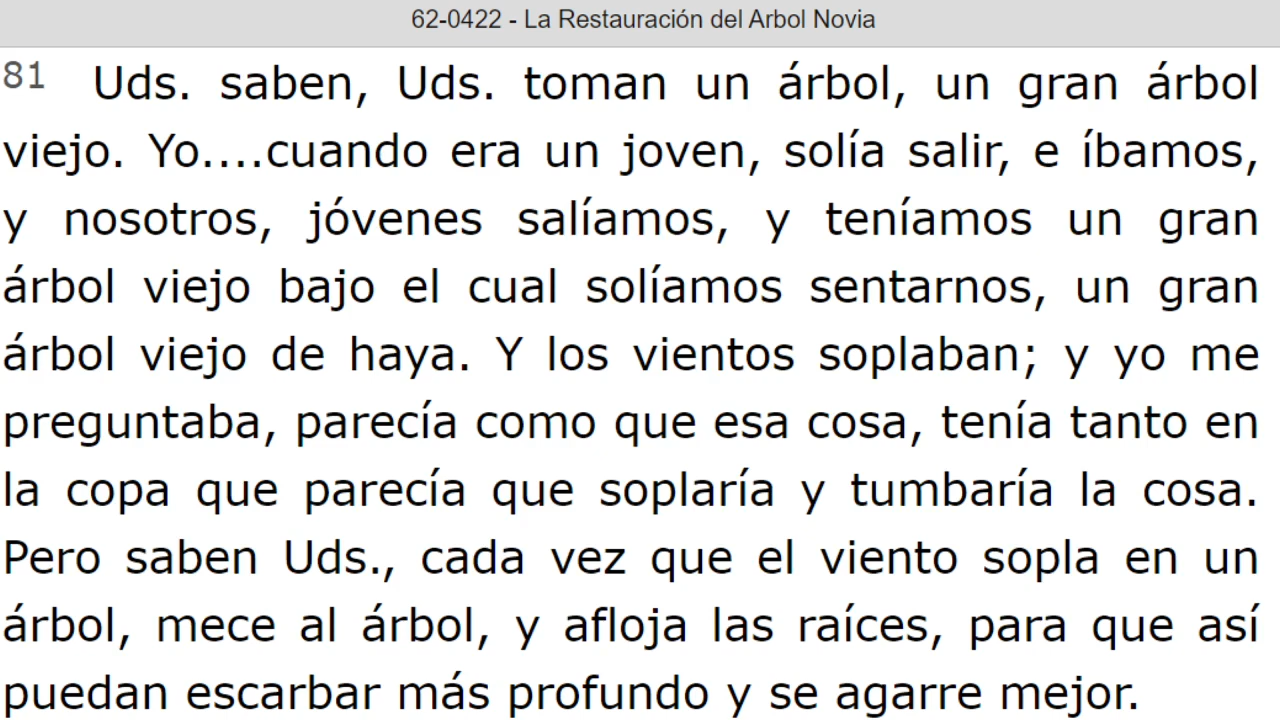 62-0422 - La Restauración del Arbol Novia
81 Uds. saben, Uds. toman un árbol, un gran árbol
viejo. Yo....cuando era un joven, solía salir, e íbamos,
y nosotros, jóvenes salíamos, y teníamos un gran
árbol viejo bajo el cual solíamos sentarnos, un gran
árbol viejo de haya. Y los vientos soplaban; y yo me
preguntaba, parecía como que esa cosa, tenía tanto en
la copa que parecía que soplaría y tumbaría la cosa.
Pero saben Uds., cada vez que el viento sopla en un
árbol, mece al árbol, y afloja las raíces, para que así
puedan escarbar más profundo y se agarre mejor.